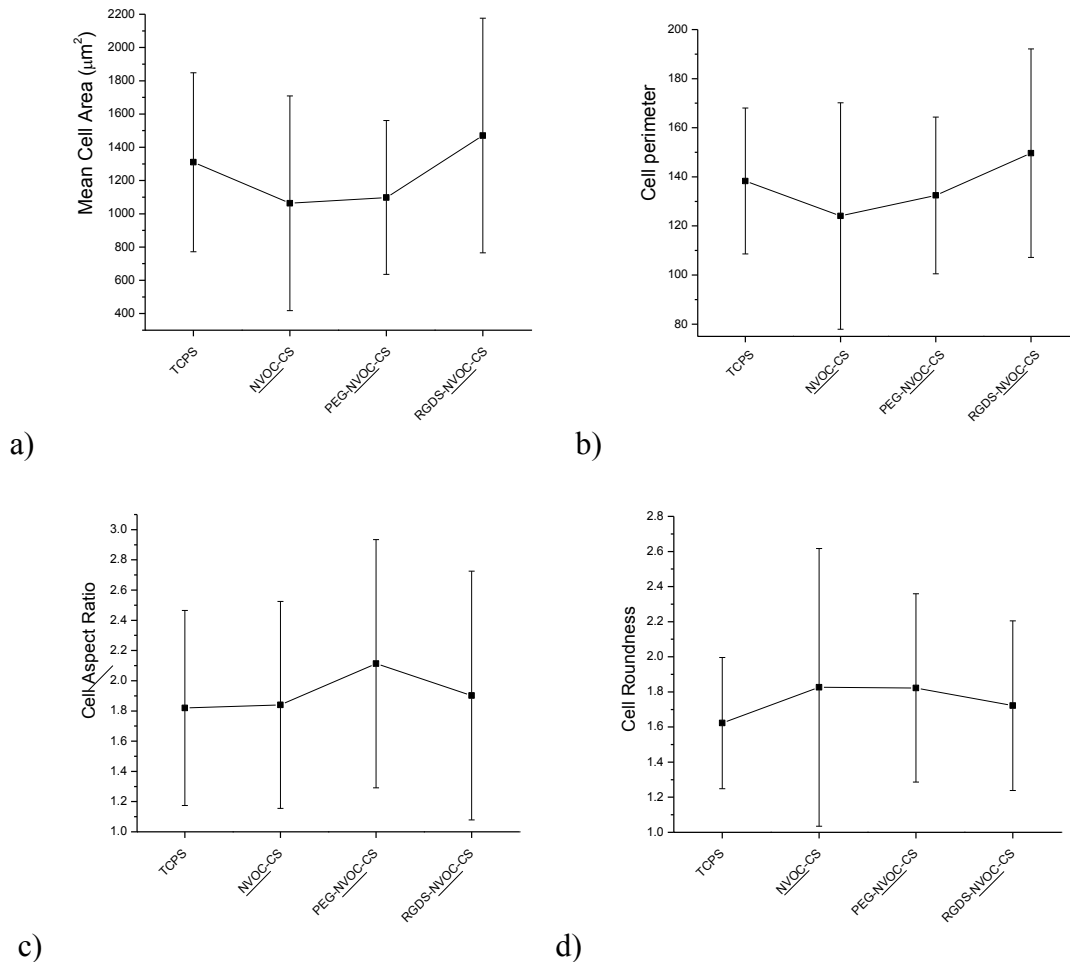 2200
2000
1800
1600
1400
1200
1000
800
600
400
Mean Cell Area (μm²)
TCPS
NVOC-CS
PEG-NVOC-CS
RGDS-NVOC-CS
a)
200
180
160
140
120
100
80
Cell perimeter
TCPS
NVOC-CS
PEG-NVOC-CS
RGDS-NVOC-CS
b)
3.0
2.8
2.6
2.4
2.2
2.0
1.8
1.6
1.4
1.2
1.0
Cell Aspect Ratio
TCPS
NVOC-CS
PEG-NVOC-CS
RGDS-NVOC-CS
c)
2.8
2.6
2.4
2.2
2.0
1.8
1.6
1.4
1.2
1.0
Cell Roundness
TCPS
NVOC-CS
PEG-NVOC-CS
RGDS-NVOC-CS
d)